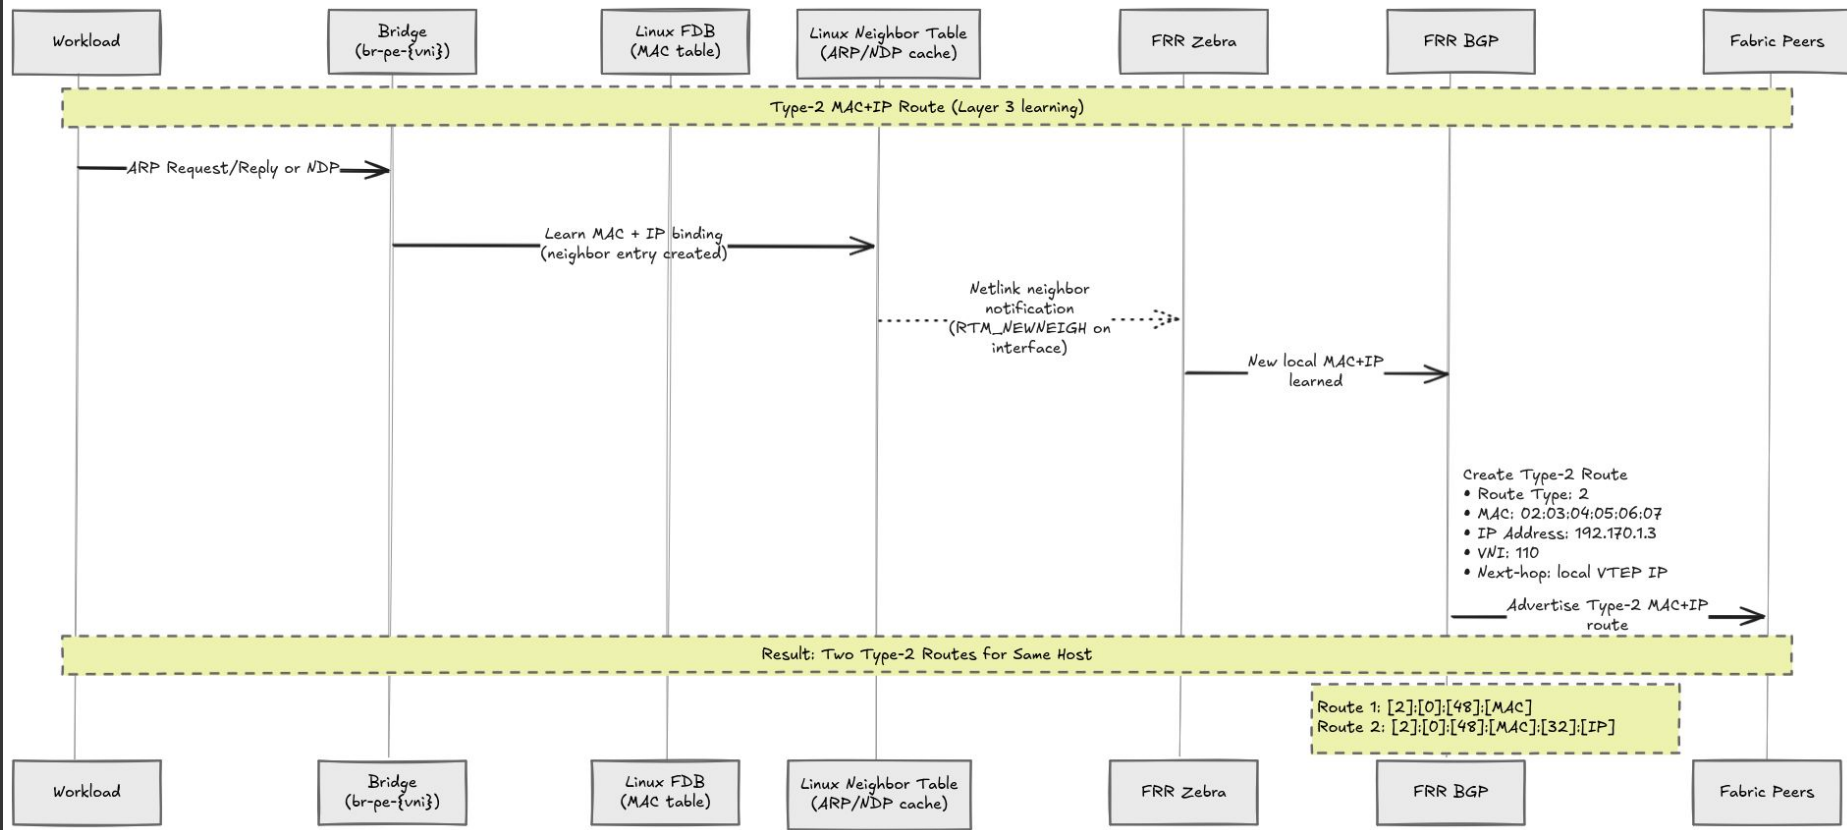 Workload
Bridge
(br-pe-{vni})
Linux FDB
(MAC table)
Linux Neighbor Table
(ARP/NDP cache)
FRR Zebra
FRR BGP
Fabric Peers
Type-2 MAC+IP Route (Layer 3 learning)
ARP Request/Reply or NDP
Learn MAC + IP binding
(neighbor entry created)
Netlink neighbor
notification
(RTM_NEWNEIGH on
interface)
New local MAC+IP
learned
Create Type-2 Route
• Route Type: 2
• MAC: 02:03:04:05:06:07
• IP Address: 192.170.1.3
• VNI: 110
• Next-hop: local VTEP IP
Advertise Type-2 MAC+IP
route
Result: Two Type-2 Routes for Same Host
Route 1: [2]:[0]:[48]:[MAC]
Route 2: [2]:[0]:[48]:[MAC]:[32]:[IP]
Workload
Bridge
(br-pe-{vni})
Linux FDB
(MAC table)
Linux Neighbor Table
(ARP/NDP cache)
FRR Zebra
FRR BGP
Fabric Peers